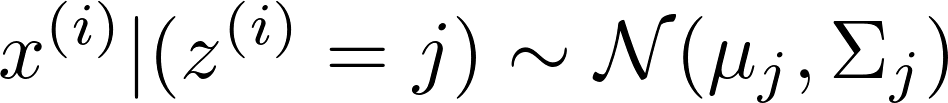 x^{(i)}|(z^{(i)} = j) \sim \mathcal{N}(\mu_j, \Sigma_j)